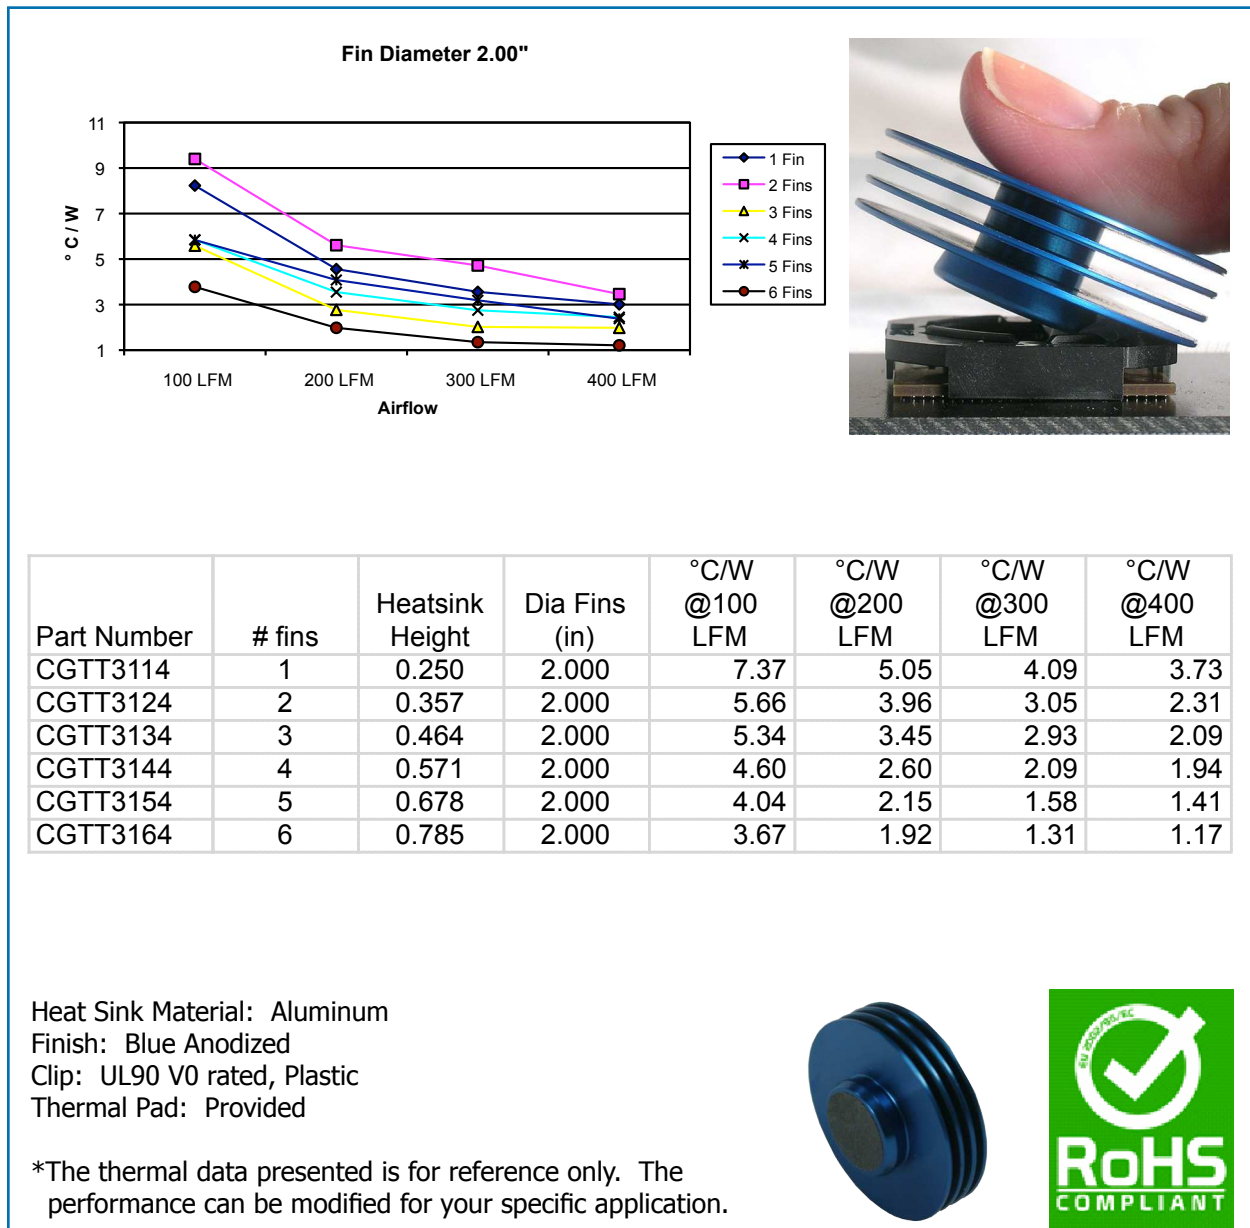 Fin Diameter 2.00"
11
9
7
5
3
1
° C / W
100 LFM 200 LFM 300 LFM 400 LFM
Airflow
1 Fin
2 Fins
3 Fins
4 Fins
5 Fins
6 Fins
Part Number # fins Heatsink Height Dia Fins (in) °C/W @100 LFM °C/W @200 LFM °C/W @300 LFM °C/W @400 LFM
CGTT3114 1 0.250 2.000 7.37 5.05 4.09 3.73
CGTT3124 2 0.357 2.000 5.66 3.96 3.05 2.31
CGTT3134 3 0.464 2.000 5.34 3.45 2.93 2.09
CGTT3144 4 0.571 2.000 4.60 2.60 2.09 1.94
CGTT3154 5 0.678 2.000 4.04 2.15 1.58 1.41
CGTT3164 6 0.785 2.000 3.67 1.92 1.31 1.17
Heat Sink Material: Aluminum
Finish: Blue Anodized
Clip: UL90 V0 rated, Plastic
Thermal Pad: Provided
*The thermal data presented is for reference only. The
performance can be modified for your specific application.
EU 2002/95/EC
RoHS
COMPLIANT